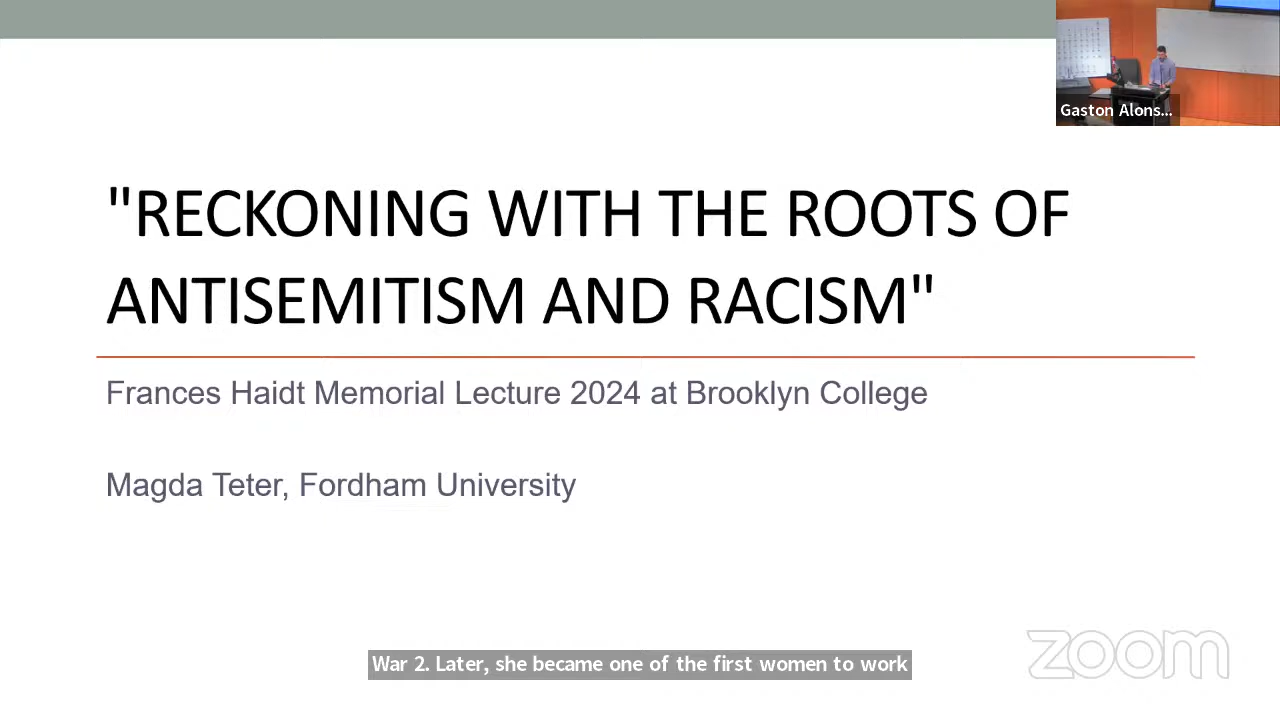 Gaston Alons...
"RECKONING WITH THE ROOTS OF
ANTISEMITISM AND RACISM"
Frances Haidt Memorial Lecture 2024 at Brooklyn College
Magda Teter, Fordham University
War 2. Later, she became one of the first women to work
zoom